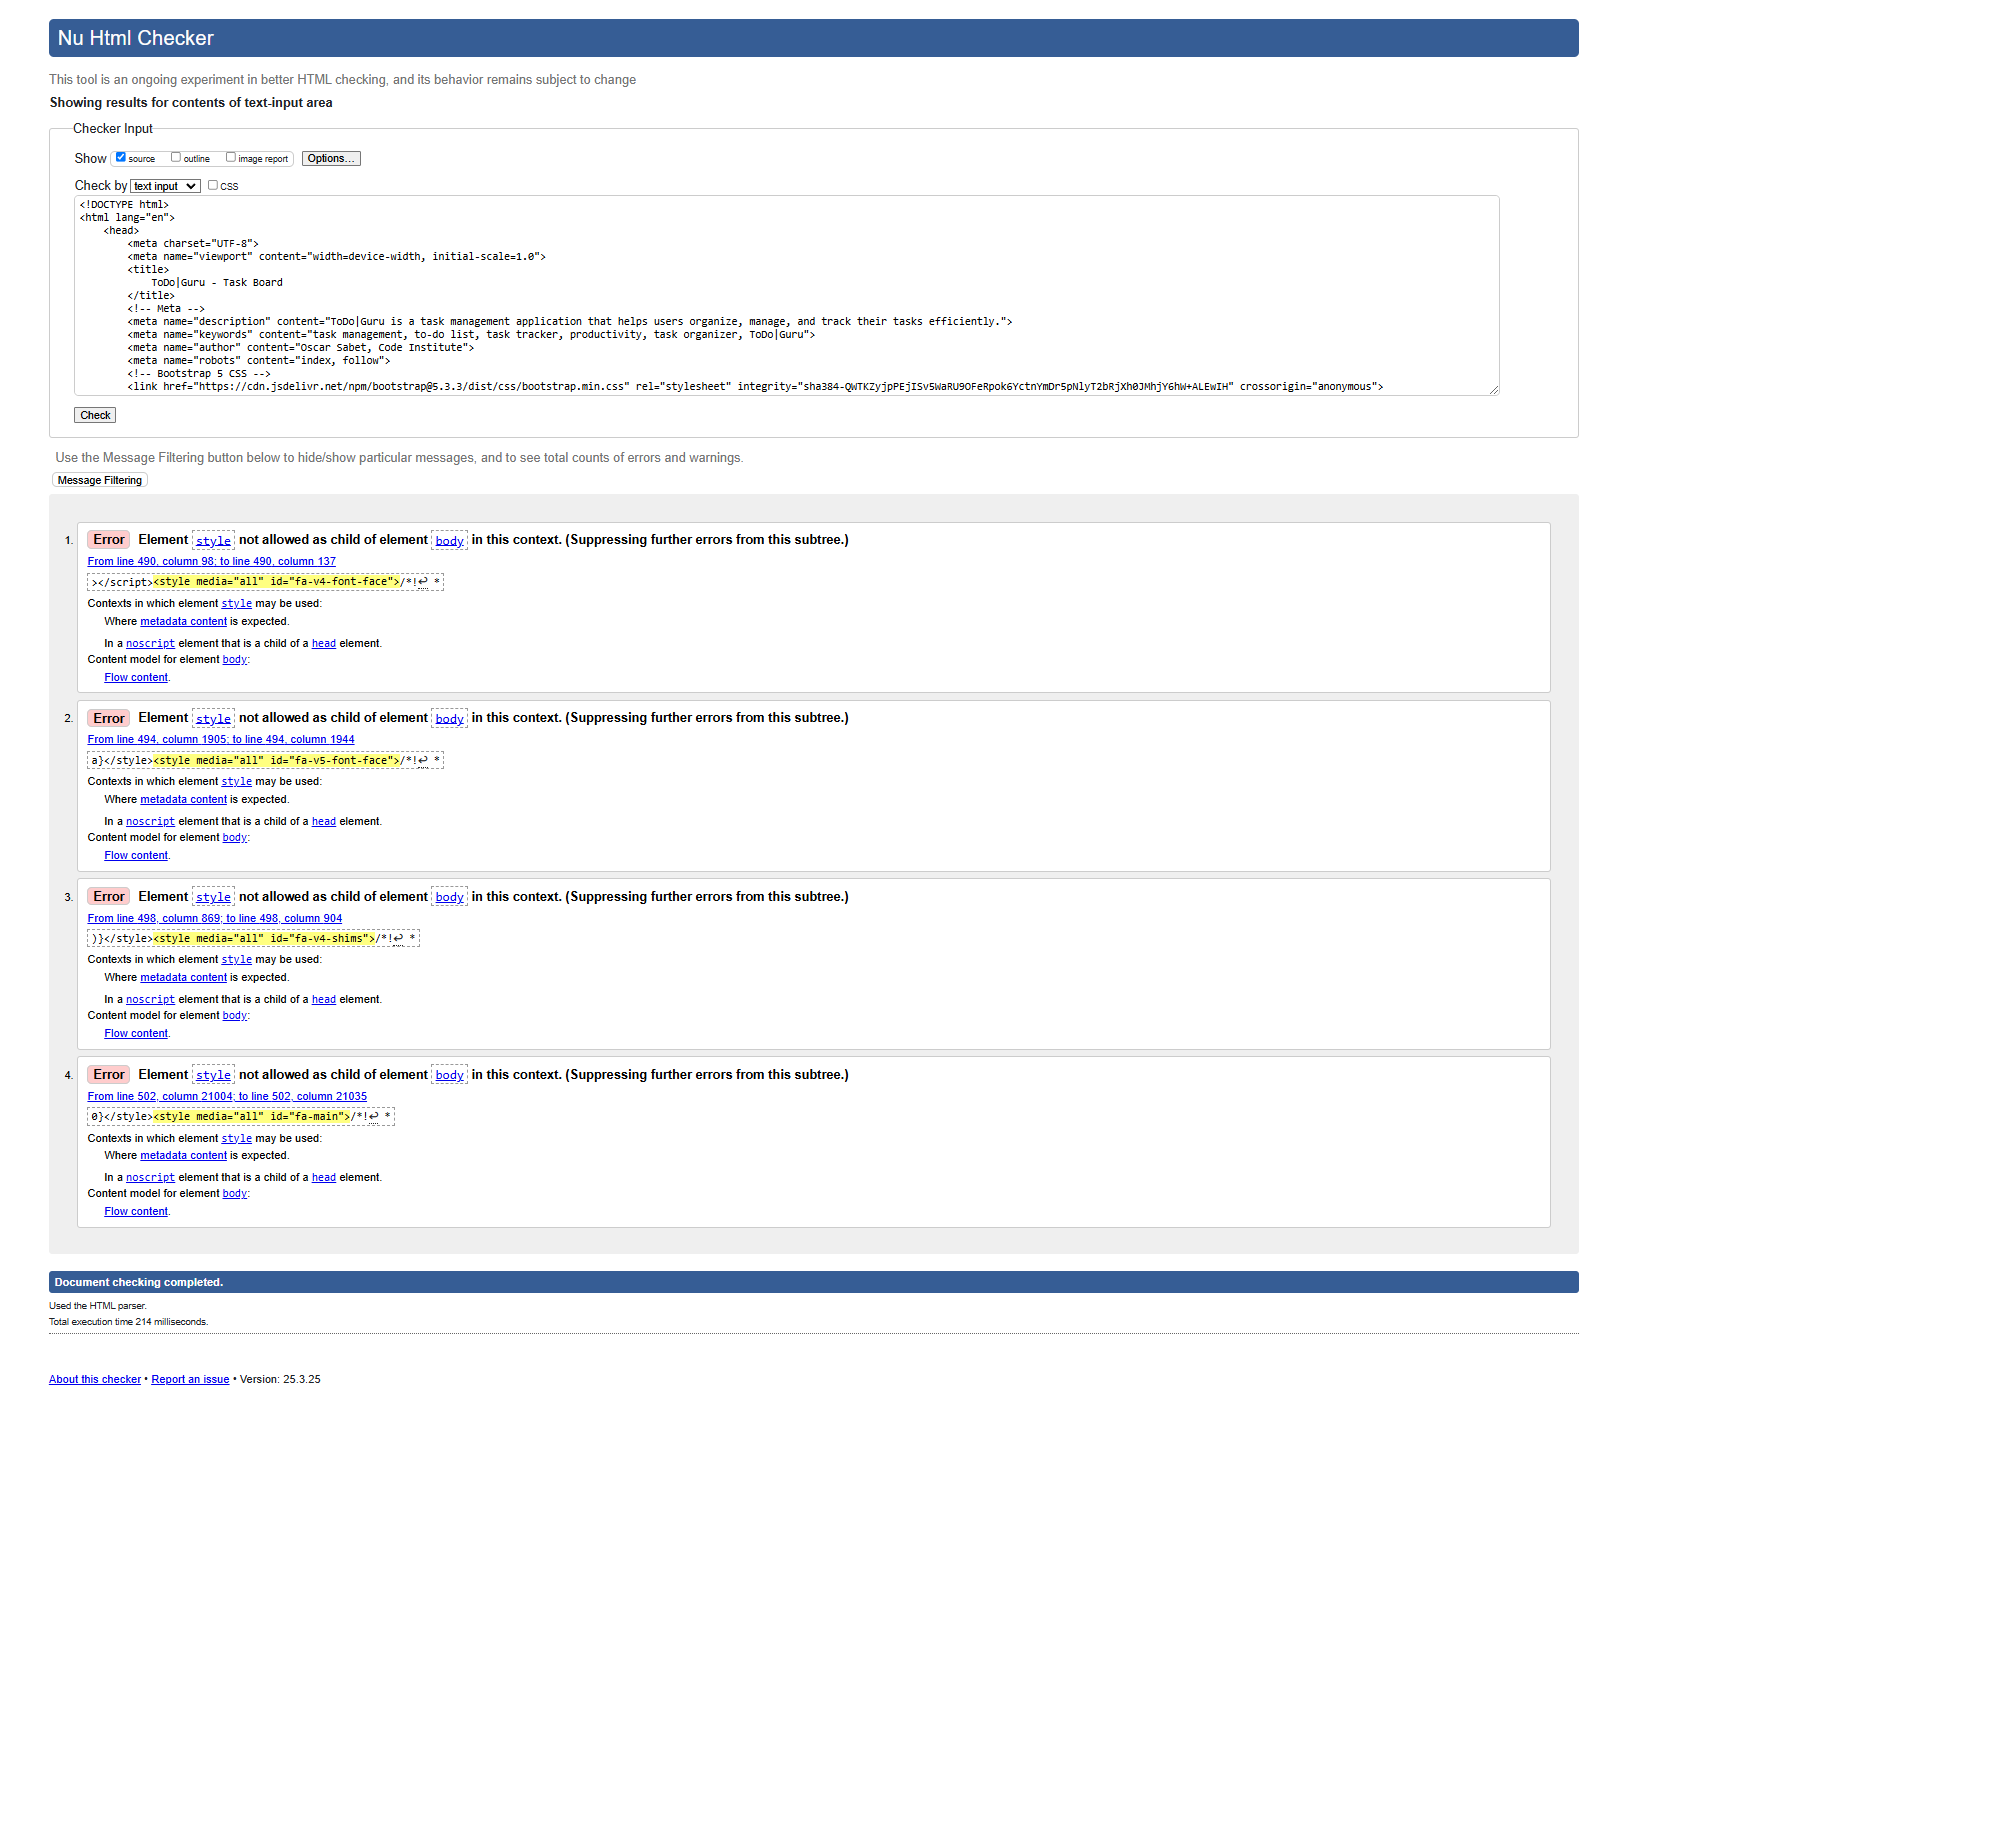 Nu Html Checker
This tool is an ongoing experiment in better HTML checking, and its behavior remains subject to change
Showing results for contents of text-input area
Checker Input
Show source outline image report Options...
Check by text input CSS
<!DOCTYPE html>
<html lang="en">
<head>
<meta charset="UTF-8">
<meta name="viewport" content="width=device-width, initial-scale=1.0">
<title>
ToDo|Guru - Task Board
</title>
<!-- Meta -->
<meta name="description" content="ToDo|Guru is a task management application that helps users organize, manage, and track their tasks efficiently.">
<meta name="keywords" content="task management, to-do list, task tracker, productivity, task organizer, ToDo|Guru">
<meta name="author" content="Oscar Sabet, Code Institute">
<meta name="robots" content="index, follow">
<!-- Bootstrap 5 CSS -->
<link href="https://cdn.jsdelivr.net/npm/bootstrap@5.3.3/dist/css/bootstrap.min.css" rel="stylesheet" integrity="sha384-QWTKZyjpPEjISv5WaRU9OFeRpok6YctnYmDr5pNlyT2bRjXh0JMhjY6hW+ALEwIH" crossorigin="anonymous">
Check
Use the Message Filtering button below to hide/show particular messages, and to see total counts of errors and warnings.
Message Filtering
1. Error Element style not allowed as child of element body in this context. (Suppressing further errors from this subtree.)
From line 490, column 98; to line 490, column 137
></script><style media="all" id="fa-v4-font-face">/*!↩ *
Contexts in which element style may be used:
Where metadata content is expected.
In a noscript element that is a child of a head element.
Content model for element body:
Flow content.
2. Error Element style not allowed as child of element body in this context. (Suppressing further errors from this subtree.)
From line 494, column 1905; to line 494, column 1944
a}</style><style media="all" id="fa-v5-font-face">/*!↩ *
Contexts in which element style may be used:
Where metadata content is expected.
In a noscript element that is a child of a head element.
Content model for element body:
Flow content.
3. Error Element style not allowed as child of element body in this context. (Suppressing further errors from this subtree.)
From line 498, column 869; to line 498, column 904
)}</style><style media="all" id="fa-v4-shims">/*!↩ *
Contexts in which element style may be used:
Where metadata content is expected.
In a noscript element that is a child of a head element.
Content model for element body:
Flow content.
4. Error Element style not allowed as child of element body in this context. (Suppressing further errors from this subtree.)
From line 502, column 21004; to line 502, column 21035
0}</style><style media="all" id="fa-main">/*!↩ *
Contexts in which element style may be used:
Where metadata content is expected.
In a noscript element that is a child of a head element.
Content model for element body:
Flow content.
Document checking completed.
Used the HTML parser.
Total execution time 214 milliseconds.
About this checker • Report an issue • Version: 25.3.25